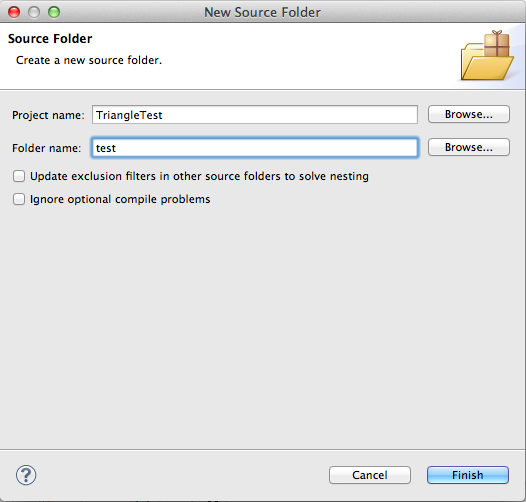 New Source Folder
Source Folder
Create a new source folder.
Project name: TriangleTest Browse...
Folder name: test Browse...
Update exclusion filters in other source folders to solve nesting
Ignore optional compile problems
? Cancel Finish